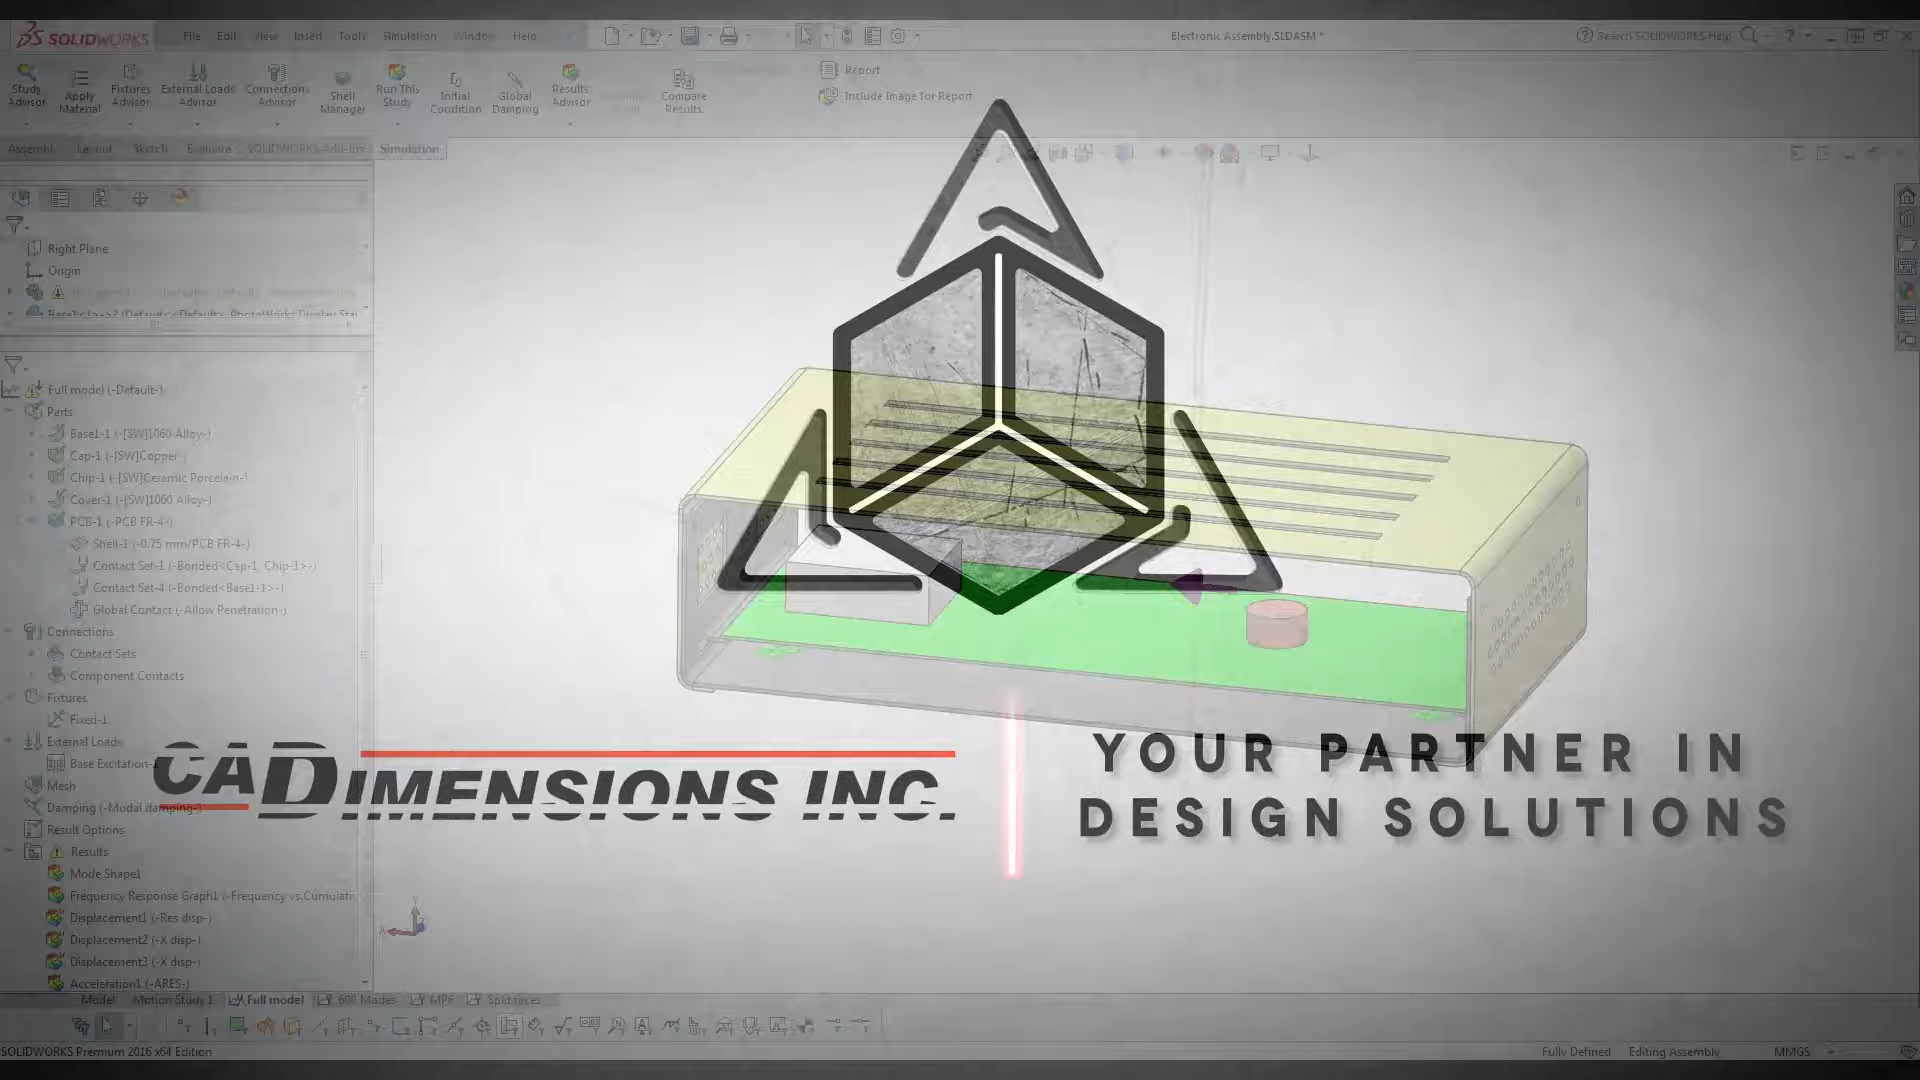 SOLIDWORKS
File Edit View Insert Tools Simulation Window Help
Electronic Assembly.SLDASM *
Search SOLIDWORKS Help
Study Advisor
Apply Material
Fixtures Advisor
External Loads Advisor
Connections Advisor
Shell Manager
Run This Study
Initial Condition
Global Damping
Results Advisor
Compare Results
Report
Include Image for Report
Assembly Layout Sketch Evaluate SOLIDWORKS Add-Ins Simulation
Right Plane
Origin
Full model (-Default-)
Parts
Base1-1 (-[SW]1060 Alloy-)
Cap-1 (-[SW]Copper-)
Chip-1 (-[SW]Ceramic Porcelain-)
Cover-1 (-[SW]1060 Alloy-)
PCB-1 (-PCB FR-4-)
Shell-1 (-0.75 mm/PCB FR-4-)
Contact Set-1 (-Bonded<Cap-1, Chip-1>-)
Contact Set-4 (-Bonded<Base1-1>-)
Global Contact (-Allow Penetration-)
Connections
Contact Sets
Component Contacts
Fixtures
Fixed-1
External Loads
Base Excitation-1
Mesh
Damping (-Modal damping-)
Result Options
Results
Mode Shape1
Frequency Response Graph1 (-Frequency vs.Cumulati
Displacement1 (-Res disp-)
Displacement2 (-X disp-)
Displacement3 (-X disp-)
Acceleration1 (-ARES-)
CADIMENSIONS INC.
YOUR PARTNER IN
DESIGN SOLUTIONS
Model Motion Study 1 Full model 600 Modes MPF Split faces
SOLIDWORKS Premium 2016 x64 Edition
Fully Defined Editing Assembly MMGS